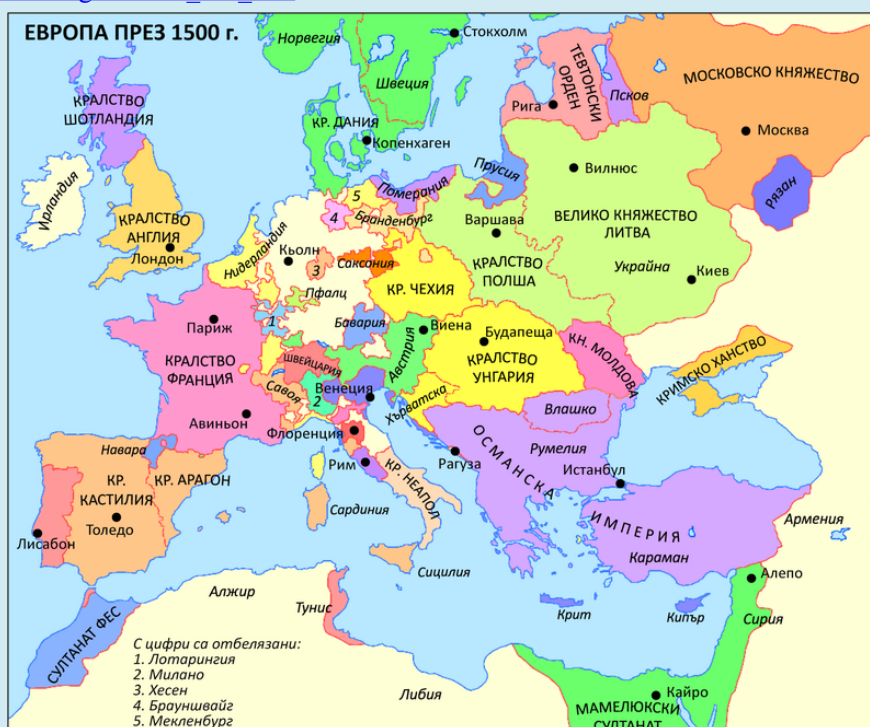 ЕВРОПА ПРЕЗ 1500 г.
Норвегия
Стокхолм
Швеция
ТЕВТОНСКИ
ОРДЕН
Псков
МОСКОВСКО КНЯЖЕСТВО
КРАЛСТВО
ШОТЛАНДИЯ
Рига
КР. ДАНИЯ
Копенхаген
Москва
Прусия
Вилнюс
рязан
Ирландия
КРАЛСТВО
АНГЛИЯ
Лондон
5
Померания
4
Бранденбург
Варшава
ВЕЛИКО КНЯЖЕСТВО
ЛИТВА
Нидерландия
Кьолн
3
Саксония
КРАЛСТВО
ПОЛША
Украйна
Киев
Пфалц
КР. ЧЕХИЯ
Париж
1
Бавария
Австрия
Виена
Будапеща
КРАЛСТВО
УНГАРИЯ
КН. МОЛДОВА
КРИМСКО ХАНСТВО
КРАЛСТВО
ФРАНЦИЯ
ШВЕЙЦАРИЯ
Савоя
2
Венеция
Хърватска
Влашко
Авиньон
Флоренция
Навара
Рим
КР. НЕАПОЛ
Рагуза
ОСМАНСКА
Румелия
Истанбул
КР.
КАСТИЛИЯ
КР. АРАГОН
Толедо
Лисабон
Сардиния
ИМПЕРИЯ
Караман
Армения
Сицилия
Алепо
Алжир
Тунис
Крит
Кипър
Сирия
СУЛТАНАТ ФЕС
С цифри са отбелязани:
1. Лотарингия
2. Милано
3. Хесен
4. Брауншвайг
5. Мекленбург
Либия
Кайро
МАМЕЛЮКСКИ
СУЛТАНАТ